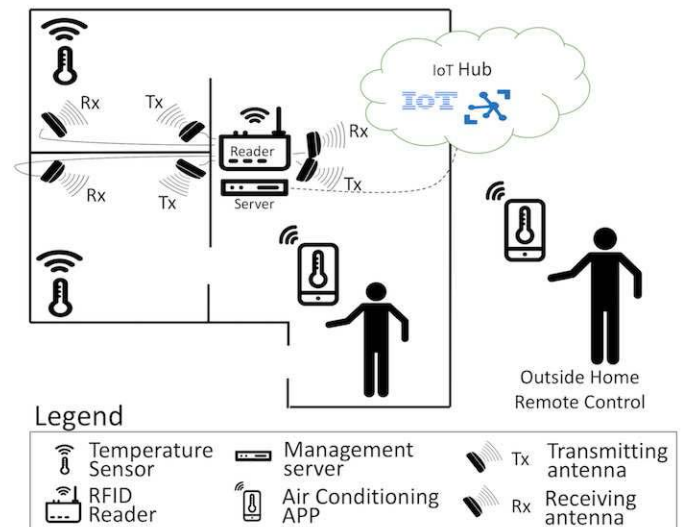 IoT Hub
IoT
Rx
Tx
Rx
Reader
Rx
Tx
Tx
Server
Outside Home
Remote Control
Legend
Temperature
Sensor
Management
server
Tx
Transmitting
antenna
RFID
Reader
Air Conditioning
APP
Rx
Receiving
antenna